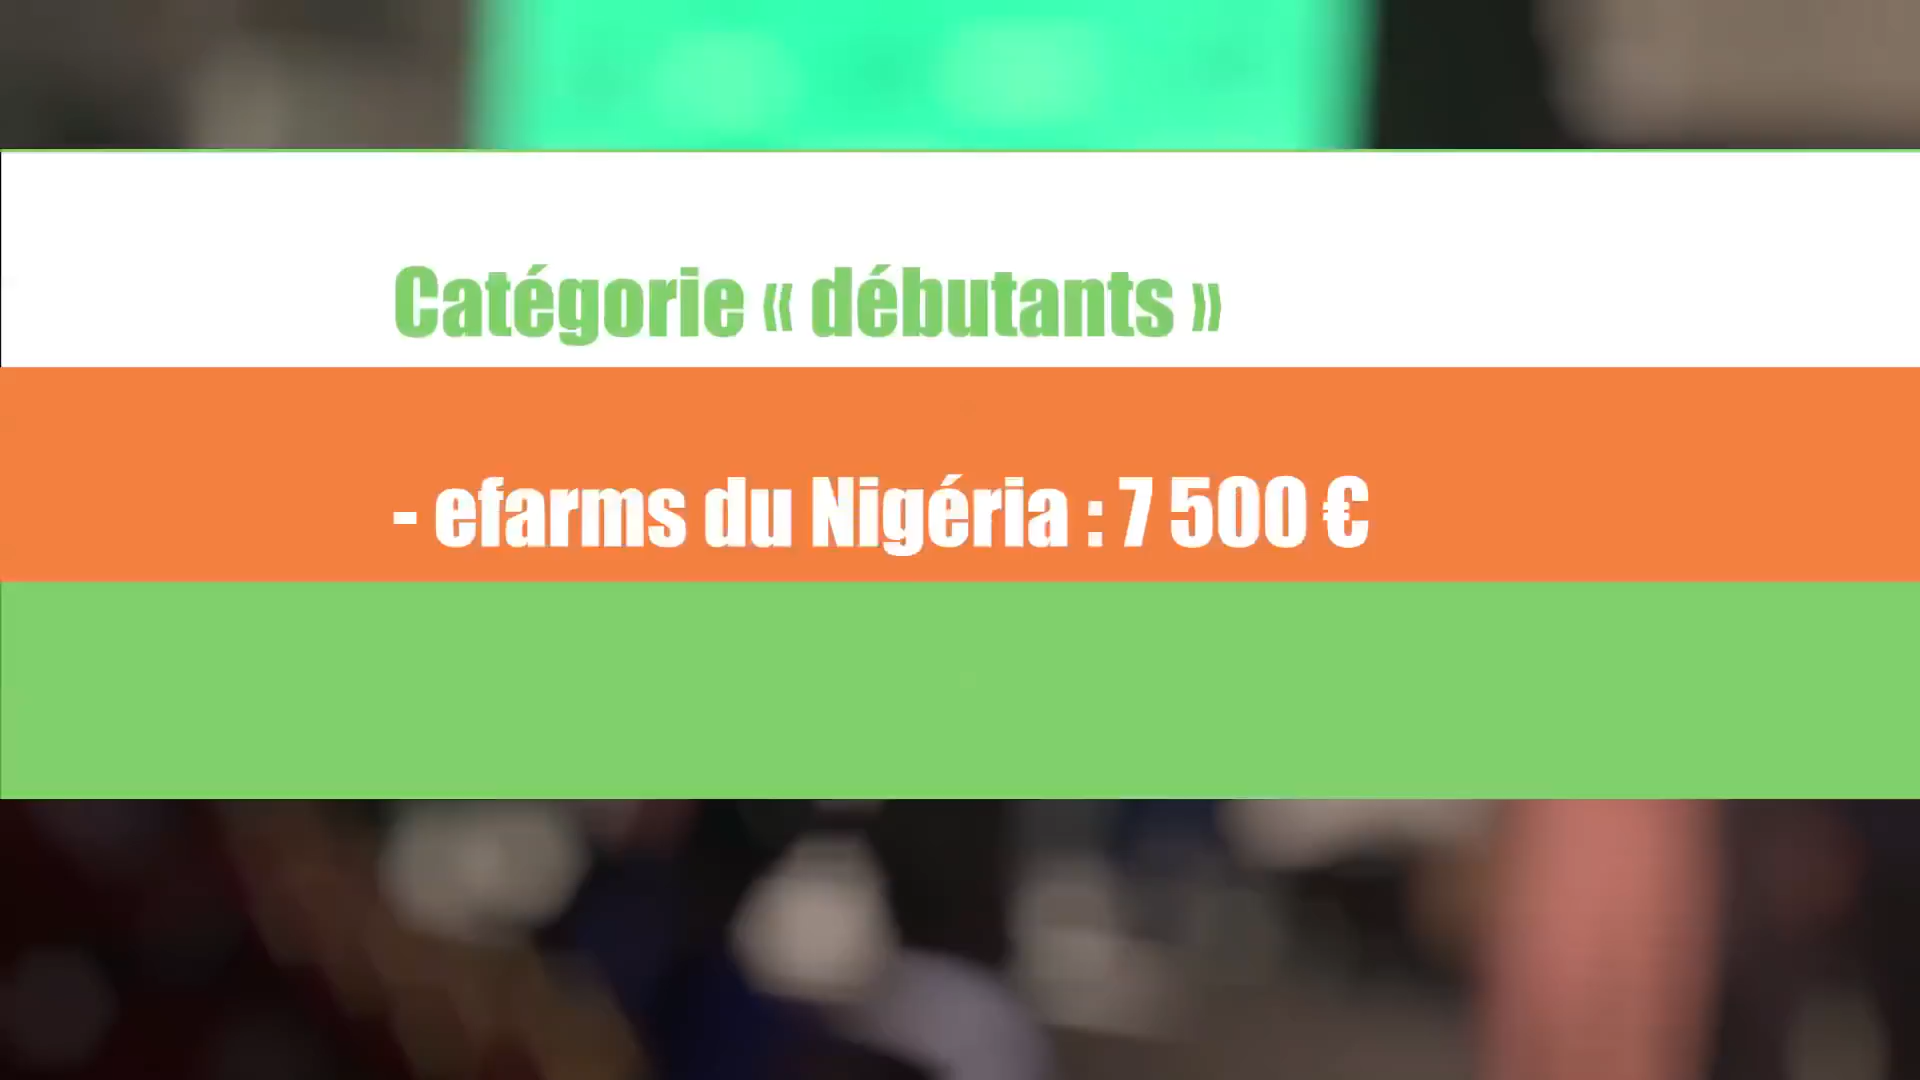 Catégorie « débutants »
- efarms du Nigéria : 7 500 €